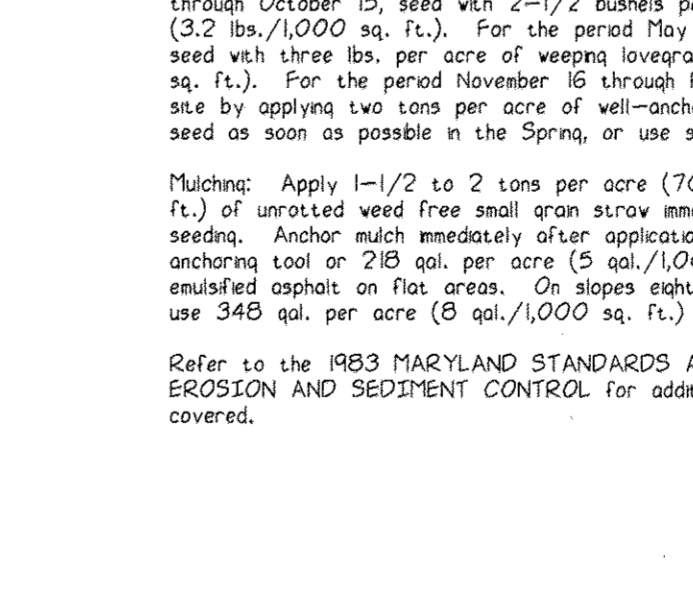 through October 15, seed with 2-1/2 bushels p
(3.2 lbs./1,000 sq. ft.). For the period May
seed with three lbs. per acre of weeping lovegra
sq. ft.). For the period November 16 through
site by applying two tons per acre of well-anch
seed as soon as possible in the Spring, or use s
Mulching: Apply 1-1/2 to 2 tons per acre (70
ft.) of unrotted weed free small grain straw imm
seeding. Anchor mulch immediately after applicatio
anchoring tool or 218 gal. per acre (5 gal./1,0
emulsified asphalt on flat areas. On slopes eight
use 348 gal. per acre (8 gal./1,000 sq. ft.)
Refer to the 1983 MARYLAND STANDARDS A
EROSION AND SEDIMENT CONTROL for addit
covered.